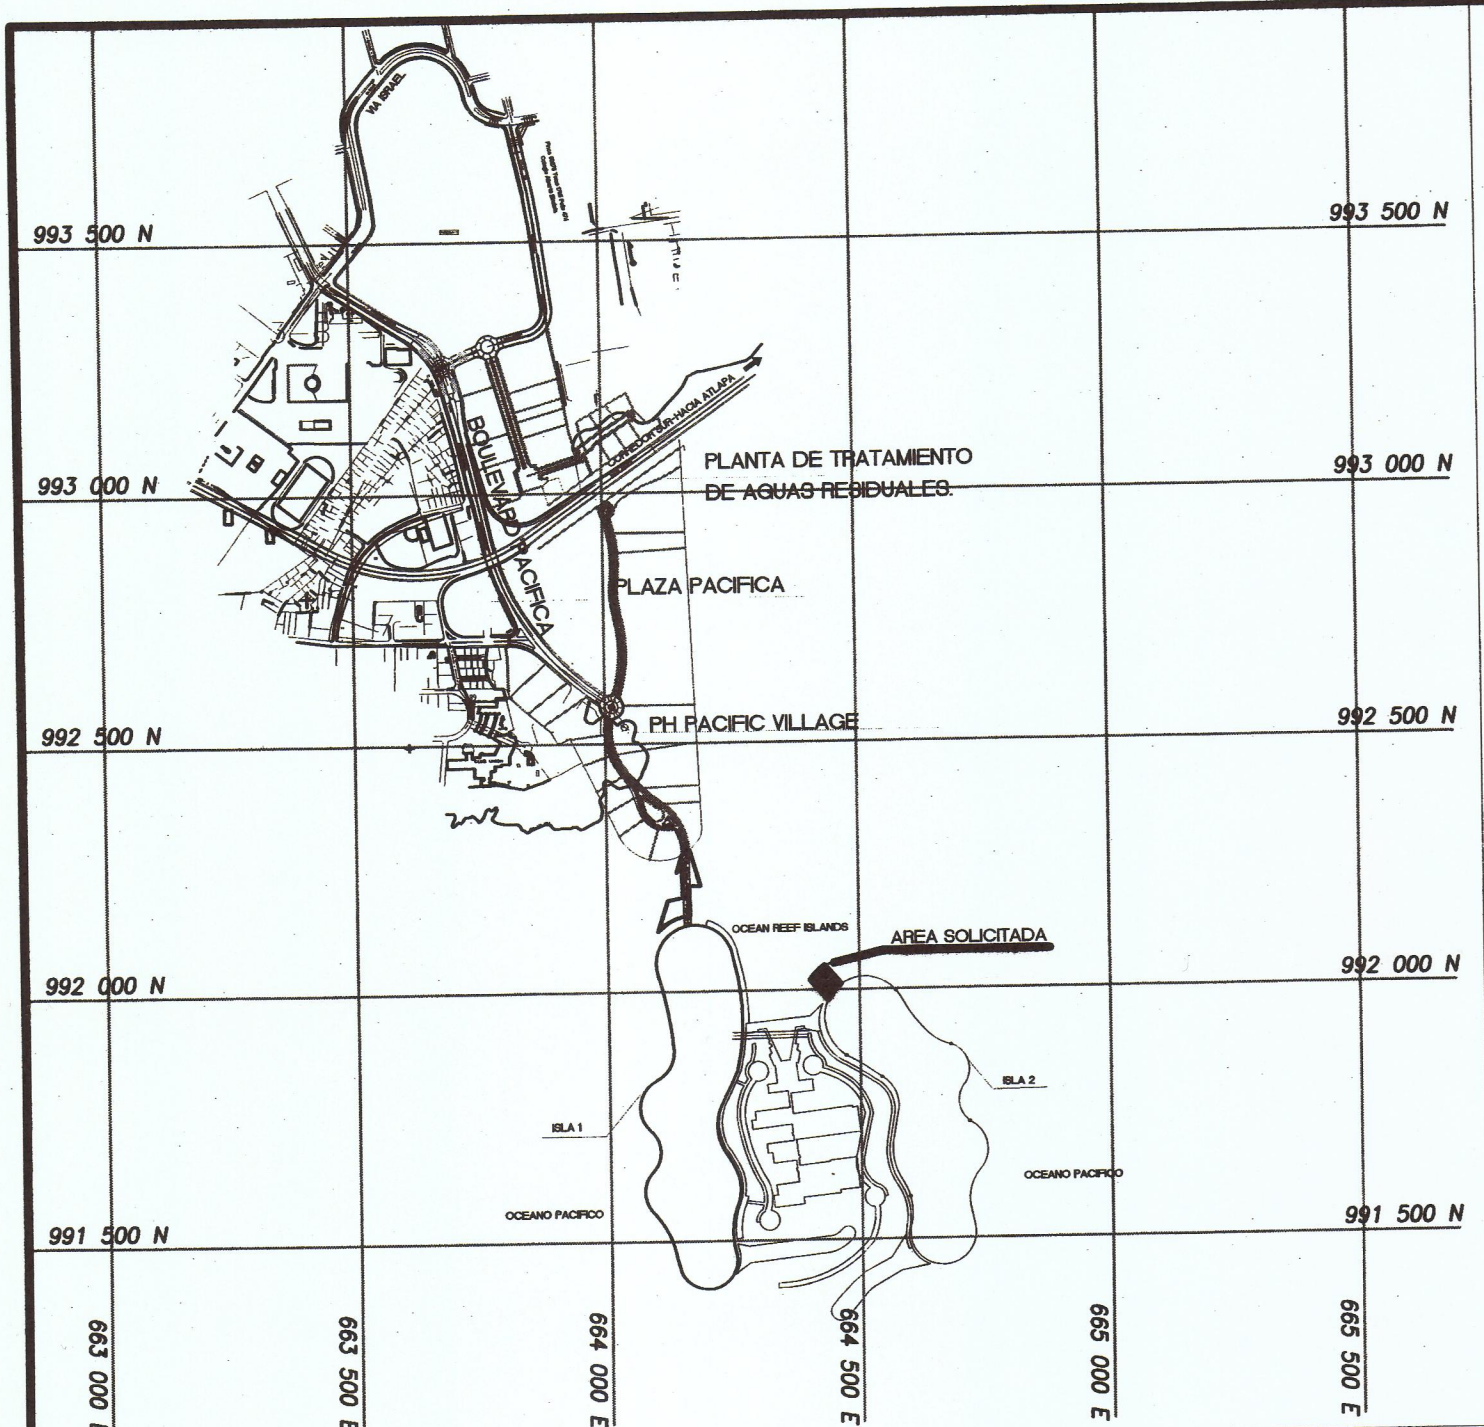 VIA ISRAEL
993 500 N
993 500 N
CORREDOR SUR-HACIA ATLAPA
BOULEVARD PACIFICA
PLANTA DE TRATAMIENTO
DE AQUAS RESIDUALES.
993 000 N
993 000 N
PLAZA PACIFICA
PH PACIFIC VILLAGE
992 500 N
992 500 N
OCEAN REEF ISLANDS
AREA SOLICITADA
992 000 N
992 000 N
ISLA 2
ISLA 1
OCEANO PACIFICO
OCEANO PACIFICO
991 500 N
991 500 N
663 000 E
663 500 E
664 000 E
664 500 E
665 000 E
665 500 E